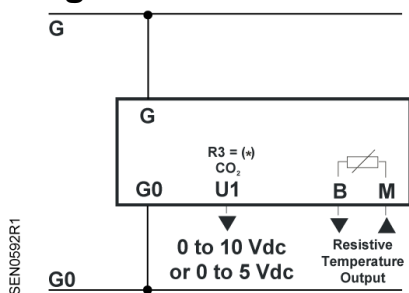 G
G
R3 = (*)
CO2
G0 U1 B M
0 to 10 Vdc
or 0 to 5 Vdc
Resistive
Temperature
Output
G0
SEN0592R1